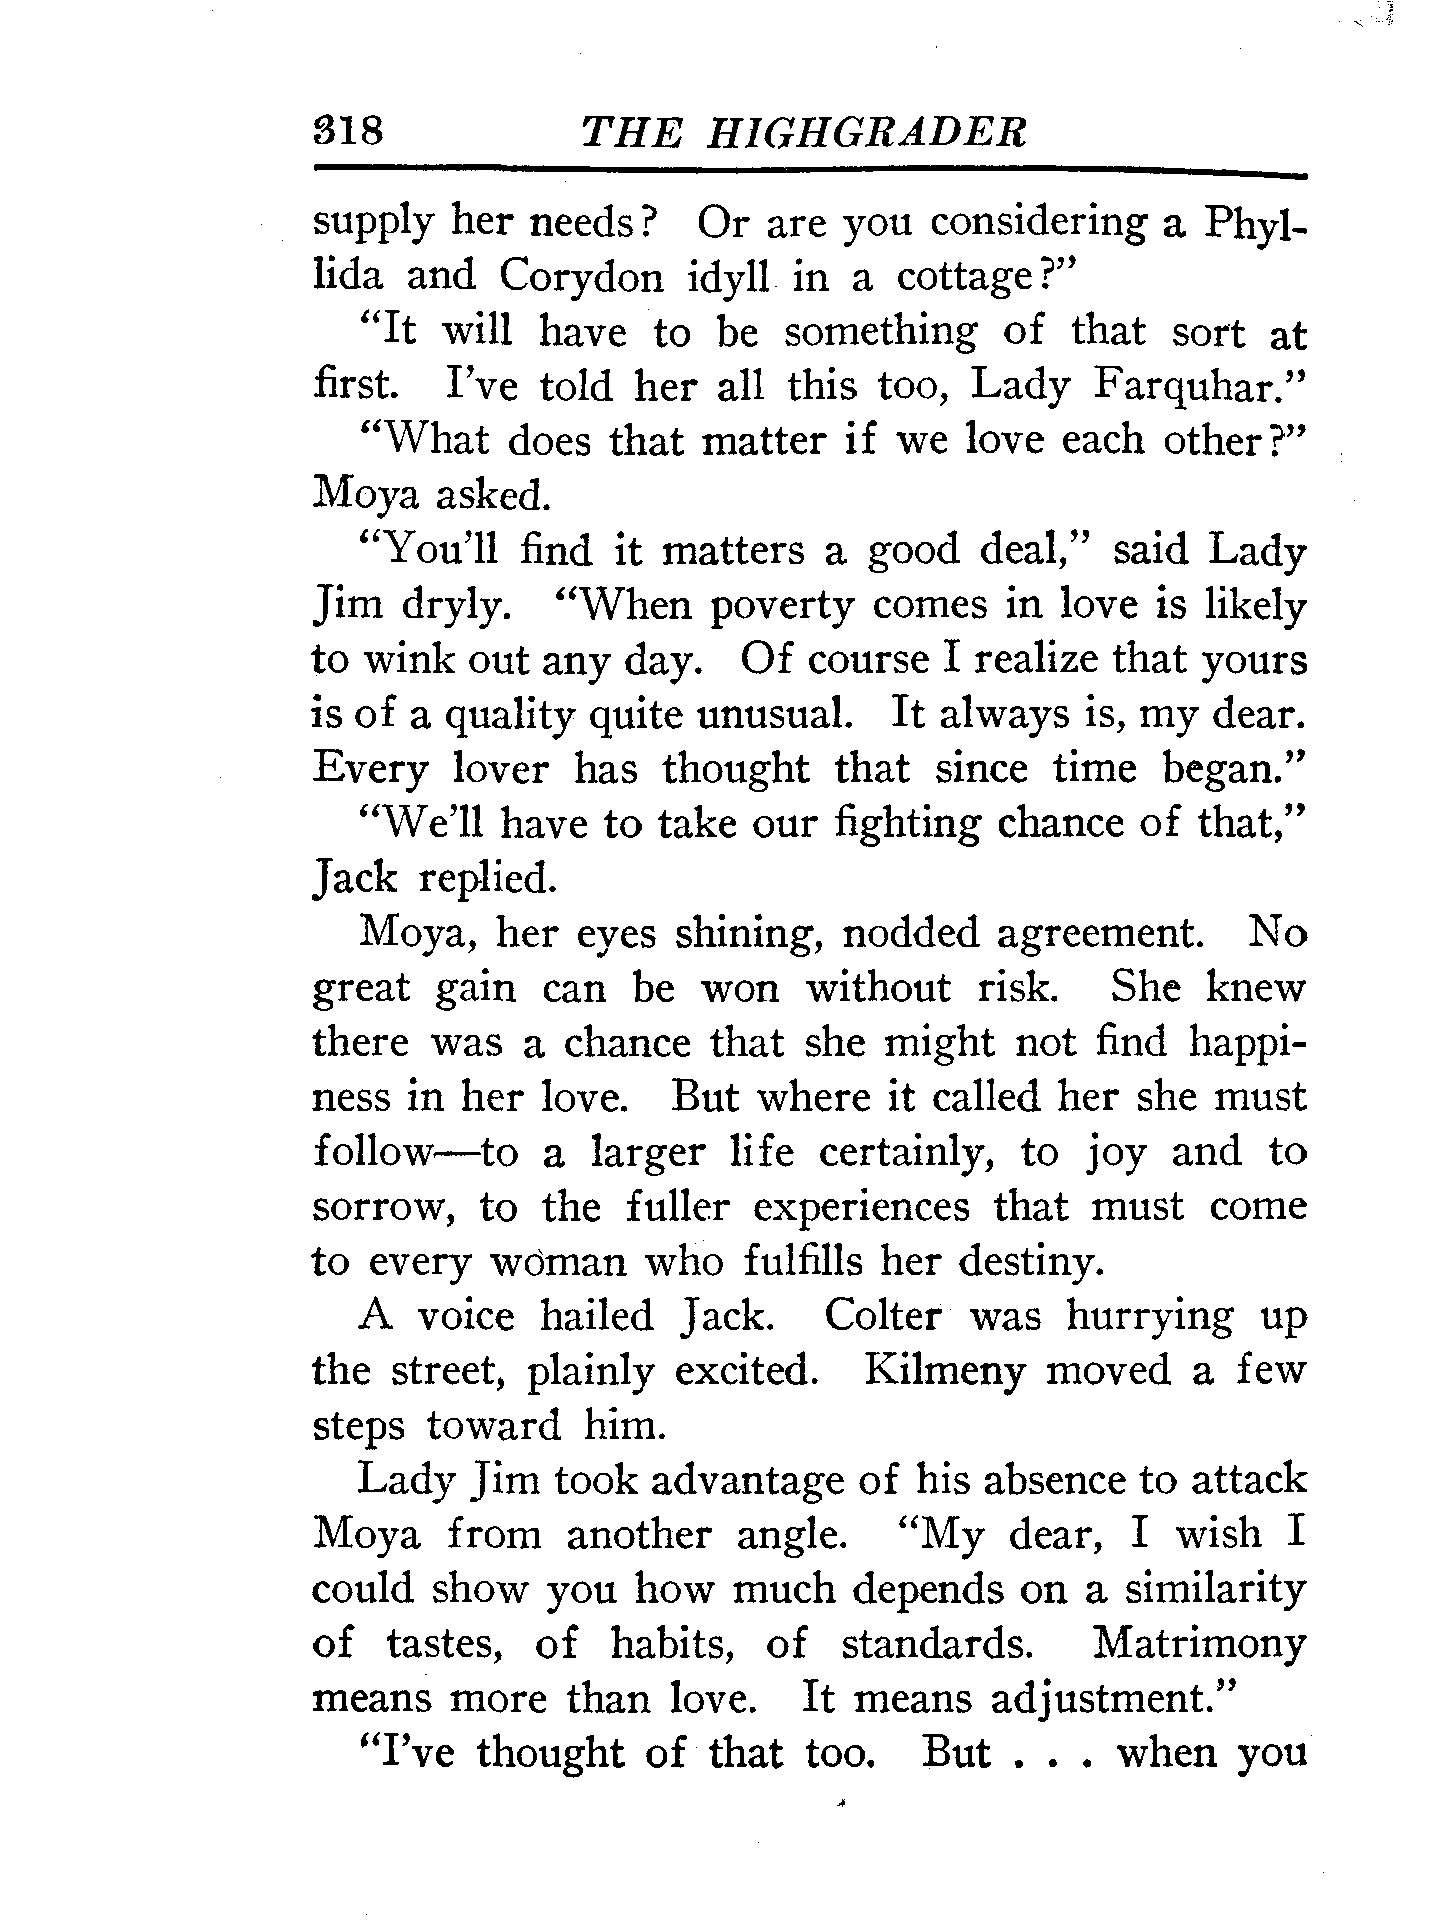 318 THE HIGHGRADER
supply her needs? Or are you considering a Phyl-
lida and Corydon idyll in a cottage?"
"It will have to be something of that sort at
first. I've told her all this too, Lady Farquhar."
"What does that matter if we love each other?"
Moya asked.
"You'll find it matters a good deal," said Lady
Jim dryly. "When poverty comes in love is likely
to wink out any day. Of course I realize that yours
is of a quality quite unusual. It always is, my dear.
Every lover has thought that since time began."
"We'll have to take our fighting chance of that,"
Jack replied.
Moya, her eyes shining, nodded agreement. No
great gain can be won without risk. She knew
there was a chance that she might not find happi-
ness in her love. But where it called her she must
follow—to a larger life certainly, to joy and to
sorrow, to the fuller experiences that must come
to every woman who fulfills her destiny.
A voice hailed Jack. Colter was hurrying up
the street, plainly excited. Kilmeny moved a few
steps toward him.
Lady Jim took advantage of his absence to attack
Moya from another angle. "My dear, I wish I
could show you how much depends on a similarity
of tastes, of habits, of standards. Matrimony
means more than love. It means adjustment."
"I've thought of that too. But . . . when you